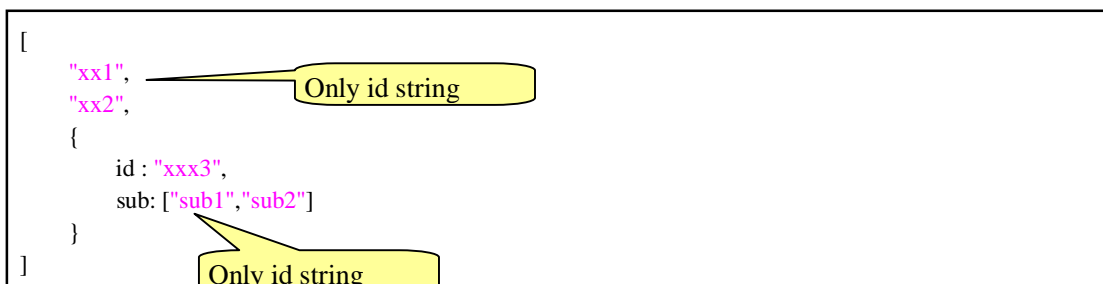 [
"xx1",
Only id string
"xx2",
{
id : "xxx3",
sub: ["sub1","sub2"]
}
]
Only id string